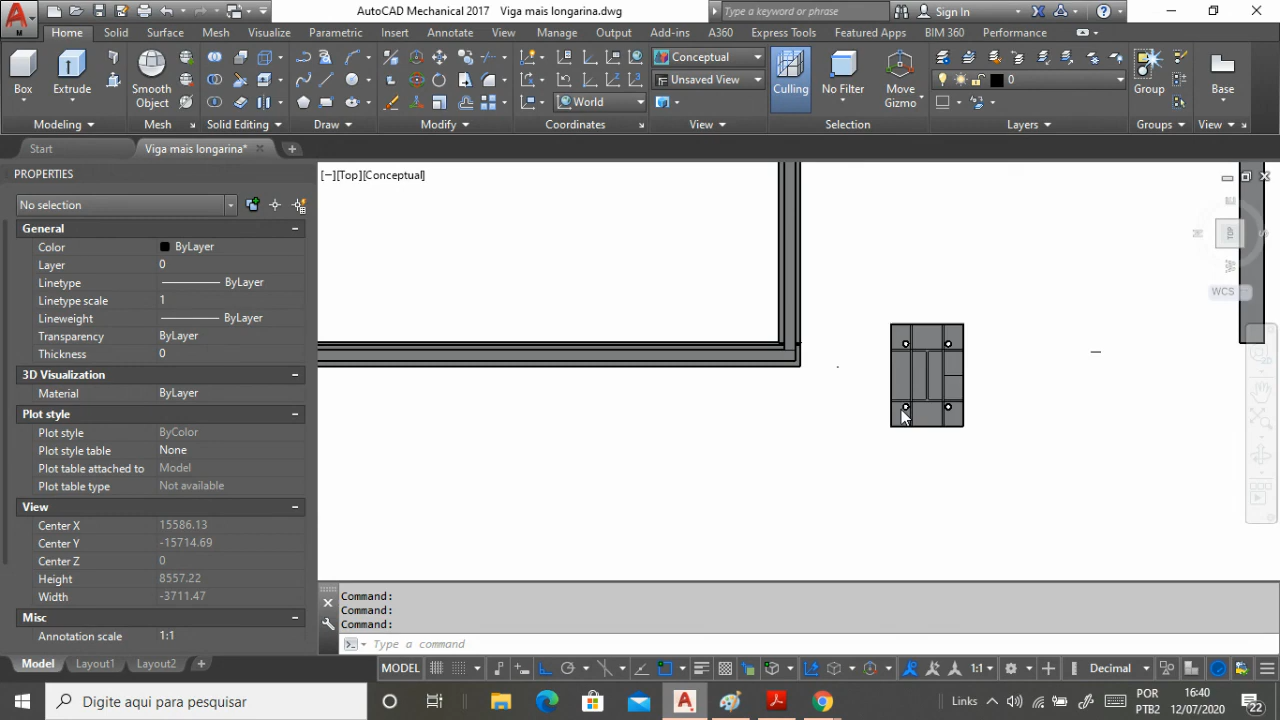 AutoCAD Mechanical 2017 Viga mais longarina.dwg
Type a keyword or phrase
Sign In
M
Home Solid Surface Mesh Visualize Parametric Insert Annotate View Manage Output Add-ins A360 Express Tools Featured Apps BIM 360 Performance
Conceptual
Unsaved View
World
0
Box Extrude Smooth Object Culling No Filter Move Gizmo Group Base
Modeling Mesh Solid Editing Draw Modify Coordinates View Selection Layers Groups View
Start Viga mais longarina*
PROPERTIES
[−][Top][Conceptual]
No selection
General
Color ByLayer
Layer 0
Linetype ByLayer
Linetype scale 1
Lineweight ByLayer
Transparency ByLayer
Thickness 0
3D Visualization
Material ByLayer
Plot style
Plot style ByColor
Plot style table None
Plot table attached to Model
Plot table type Not available
View
Center X 15586.13
Center Y -15714.69
Center Z 0
Height 8557.22
Width -3711.47
Misc
Annotation scale 1:1
TOP
WCS
Command:
Command:
Command:
Type a command
Model Layout1 Layout2
MODEL 1:1 Decimal
Digite aqui para pesquisar
Links
POR
PTB2
16:40
12/07/2020
22